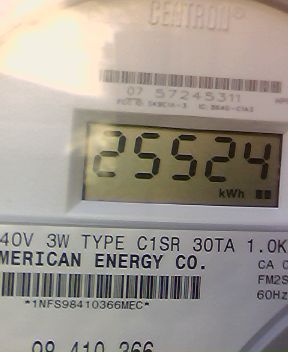 CENTRON®
07 57245311
25524
kWh
40V 3W TYPE C1SR 30TA 1.0K
MERICAN ENERGY CO.
CA 
*1NFS98410366MEC*
FM2S
60Hz
98 410 366